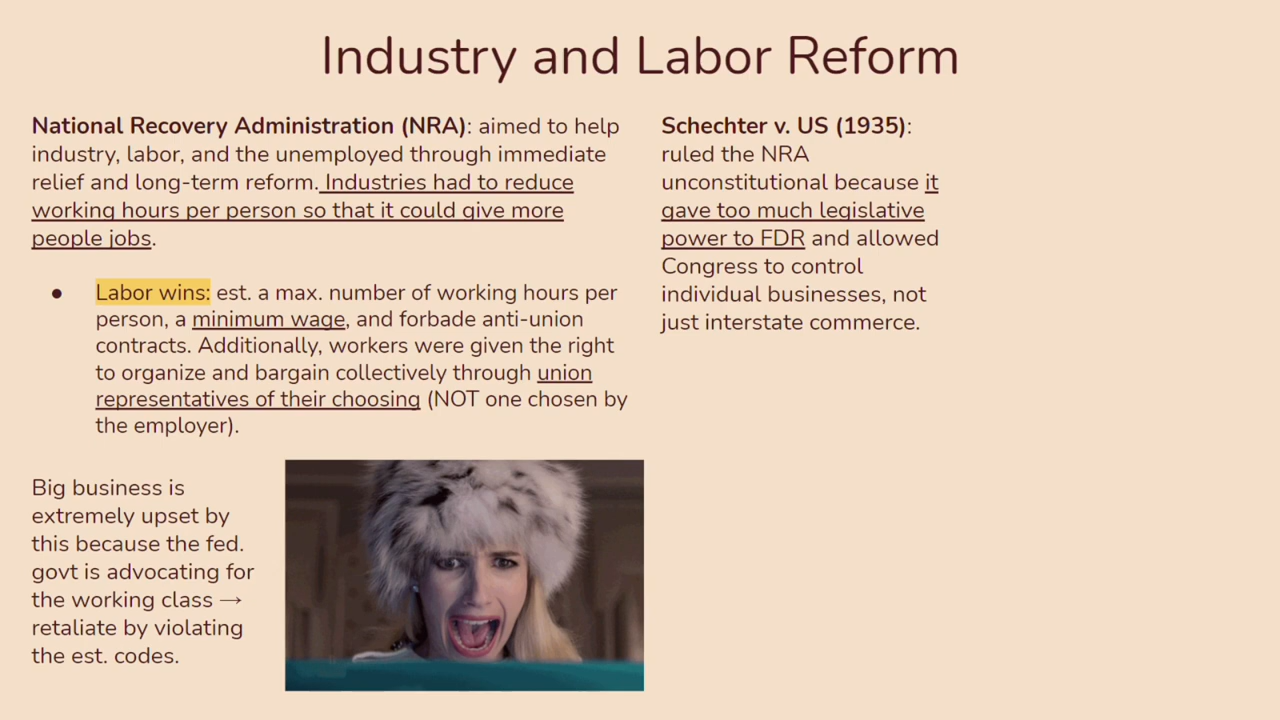 Industry and Labor Reform
National Recovery Administration (NRA): aimed to help
industry, labor, and the unemployed through immediate
relief and long-term reform. Industries had to reduce
working hours per person so that it could give more
people jobs.
● Labor wins: est. a max. number of working hours per
person, a minimum wage, and forbade anti-union
contracts. Additionally, workers were given the right
to organize and bargain collectively through union
representatives of their choosing (NOT one chosen by
the employer).
Big business is
extremely upset by
this because the fed.
govt is advocating for
the working class →
retaliate by violating
the est. codes.
Schechter v. US (1935):
ruled the NRA
unconstitutional because it
gave too much legislative
power to FDR and allowed
Congress to control
individual businesses, not
just interstate commerce.